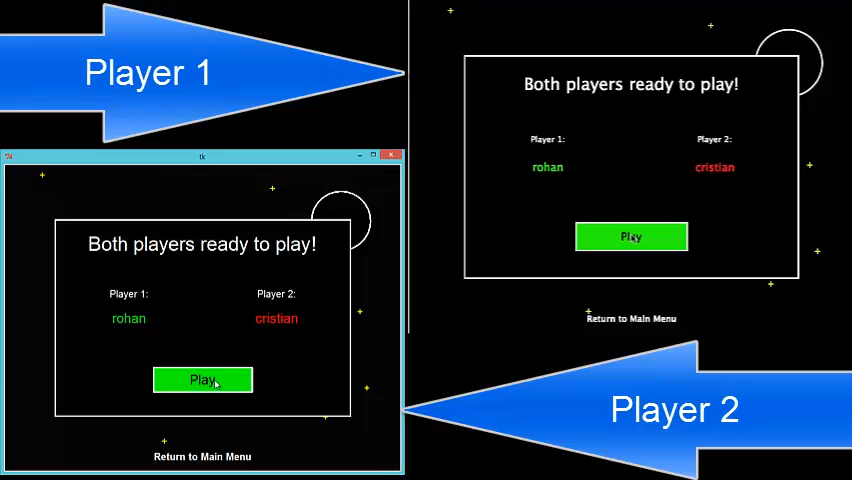 Player 1
Both players ready to play!
Player 1:
Player 2:
rohan
cristian
Play
Return to Main Menu
tk
Both players ready to play!
Player 1:
Player 2:
rohan
cristian
Play
Return to Main Menu
Player 2